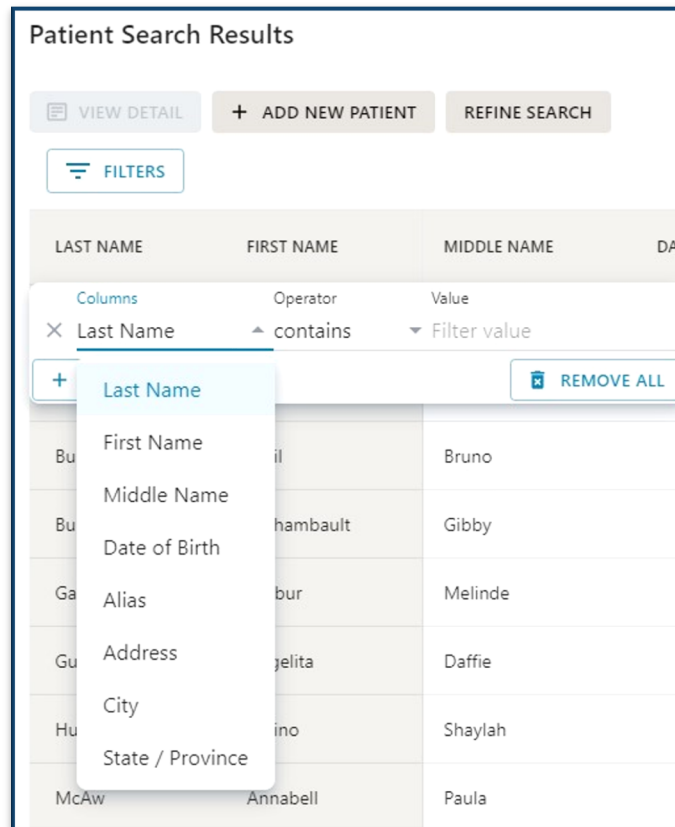 Patient Search Results
VIEW DETAIL + ADD NEW PATIENT REFINE SEARCH
FILTERS
LAST NAME FIRST NAME MIDDLE NAME
Columns Operator Value
Last Name contains Filter value
+ REMOVE ALL
Last Name
First Name
Bruno
Middle Name
Gibby
Date of Birth
Melinde
Alias
Address
Daffie
City
Shaylah
State / Province
McAw Annabell Paula